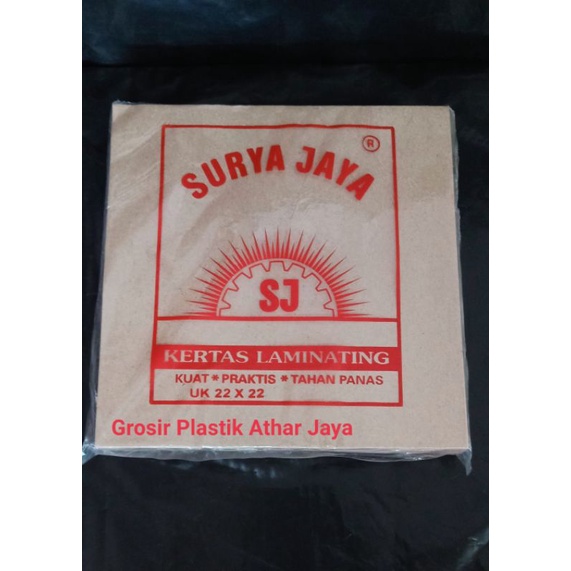 SURYA JAYA ®
SJ
KERTAS LAMINATING
KUAT * PRAKTIS * TAHAN PANAS
UK 22 X 22
Grosir Plastik Athar Jaya